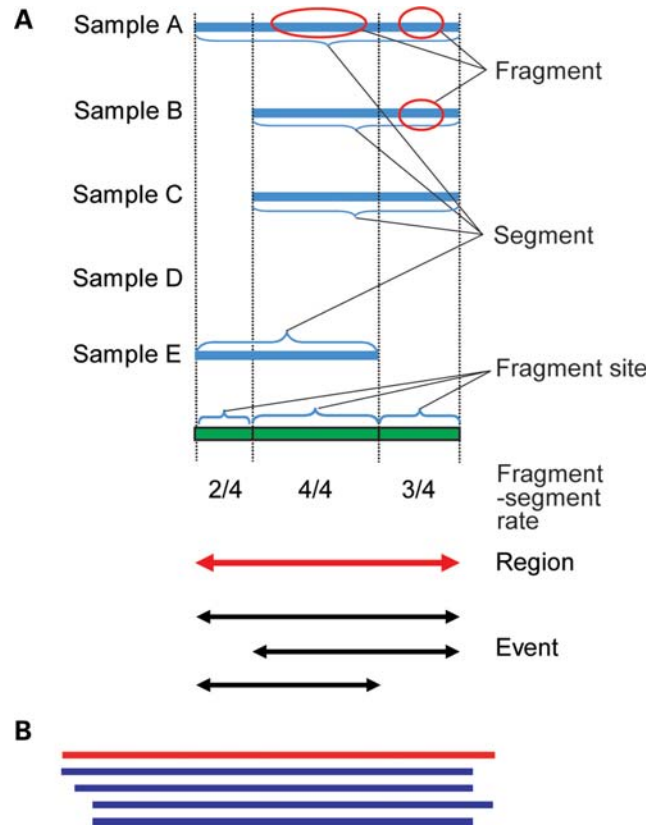 A
Sample A
Fragment
Sample B
Sample C
Segment
Sample D
Sample E
Fragment site
2/4 4/4 3/4
Fragment
-segment
rate
Region
Event
B